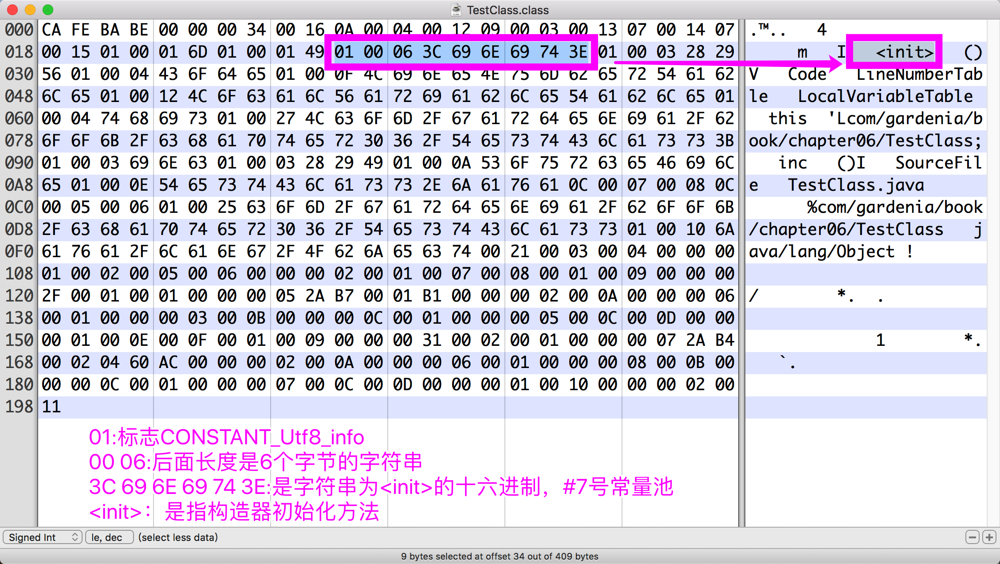 TestClass.class
000 CA FE BA BE 00 00 00 34 00 16 0A 00 04 00 12 09 00 03 00 13 07 00 14 07 .™.. 4
018 00 15 01 00 01 6D 01 00 01 49 01 00 06 3C 69 6E 69 74 3E 01 00 03 28 29 m I <init> ()
030 56 01 00 04 43 6F 64 65 01 00 0F 4C 69 6E 65 4E 75 6D 62 65 72 54 61 62 V Code LineNumberTab
048 6C 65 01 00 12 4C 6F 63 61 6C 56 61 72 69 61 62 6C 65 54 61 62 6C 65 01 le LocalVariableTable
060 00 04 74 68 69 73 01 00 27 4C 63 6F 6D 2F 67 61 72 64 65 6E 69 61 2F 62 this 'Lcom/gardenia/b
078 6F 6F 6B 2F 63 68 61 70 74 65 72 30 36 2F 54 65 73 74 43 6C 61 73 73 3B ook/chapter06/TestClass;
090 01 00 03 69 6E 63 01 00 03 28 29 49 01 00 0A 53 6F 75 72 63 65 46 69 6C inc ()I SourceFil
0A8 65 01 00 0E 54 65 73 74 43 6C 61 73 73 2E 6A 61 76 61 0C 00 07 00 08 0C e TestClass.java
0C0 00 05 00 06 01 00 25 63 6F 6D 2F 67 61 72 64 65 6E 69 61 2F 62 6F 6F 6B %com/gardenia/book
0D8 2F 63 68 61 70 74 65 72 30 36 2F 54 65 73 74 43 6C 61 73 73 01 00 10 6A /chapter06/TestClass j
0F0 61 76 61 2F 6C 61 6E 67 2F 4F 62 6A 65 63 74 00 21 00 03 00 04 00 00 00 ava/lang/Object !
108 01 00 02 00 05 00 06 00 00 00 02 00 01 00 07 00 08 00 01 00 09 00 00 00
120 2F 00 01 00 01 00 00 00 05 2A B7 00 01 B1 00 00 00 02 00 0A 00 00 00 06 / *. .
138 00 01 00 00 00 03 00 0B 00 00 00 0C 00 01 00 00 00 05 00 0C 00 0D 00 00
150 00 01 00 0E 00 0F 00 01 00 09 00 00 00 31 00 02 00 01 00 00 00 07 2A B4 1 *.
168 00 02 04 60 AC 00 00 00 02 00 0A 00 00 00 06 00 01 00 00 00 08 00 0B 00 `.
180 00 00 0C 00 01 00 00 00 07 00 0C 00 0D 00 00 00 01 00 10 00 00 00 02 00
198 11
01:标志CONSTANT_Utf8_info
00 06:后面长度是6个字节的字符串
3C 69 6E 69 74 3E:是字符串为<init>的十六进制，#7号常量池
<init>：是指构造器初始化方法
Signed Int le, dec (select less data)
9 bytes selected at offset 34 out of 409 bytes